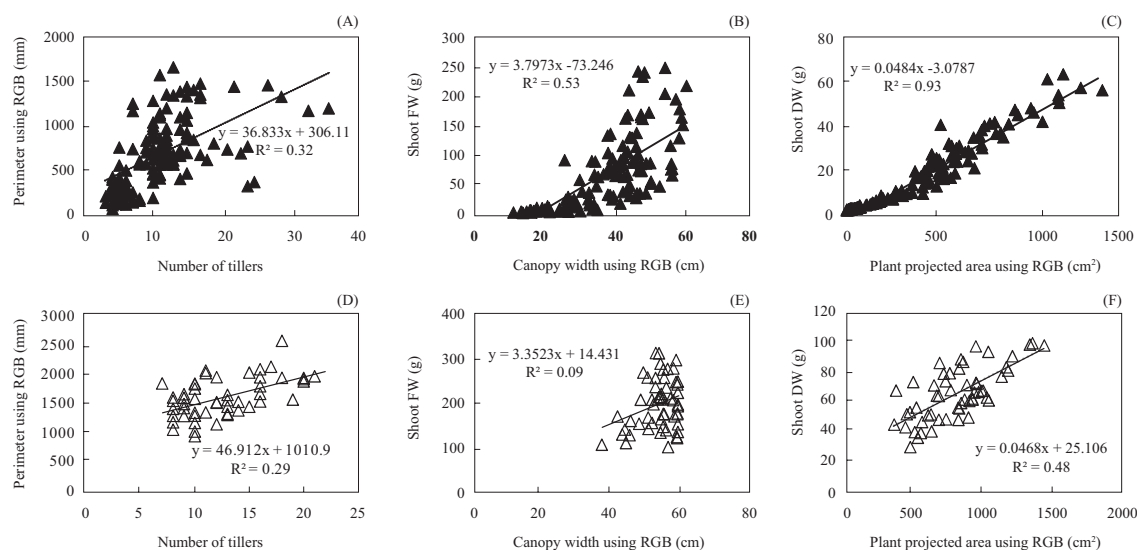 (A)
Perimeter using RGB (mm)
2000
1500
1000
500
0
y = 36.833x + 306.11
R² = 0.32
0 10 20 30 40
Number of tillers
(B)
Shoot FW (g)
300
250
200
150
100
50
0
y = 3.7973x -73.246
R² = 0.53
0 20 40 60 80
Canopy width using RGB (cm)
(C)
Shoot DW (g)
80
60
40
20
0
y = 0.0484x -3.0787
R² = 0.93
0 500 1000 1500
Plant projected area using RGB (cm²)
(D)
Perimeter using RGB (mm)
3000
2500
2000
1500
1000
500
0
y = 46.912x + 1010.9
R² = 0.29
0 5 10 15 20 25
Number of tillers
(E)
Shoot FW (g)
400
300
200
100
0
y = 3.3523x + 14.431
R² = 0.09
0 20 40 60 80
Canopy width using RGB (cm)
(F)
Shoot DW (g)
120
100
80
60
40
20
0
y = 0.0468x + 25.106
R² = 0.48
0 500 1000 1500 2000
Plant projected area using RGB (cm²)